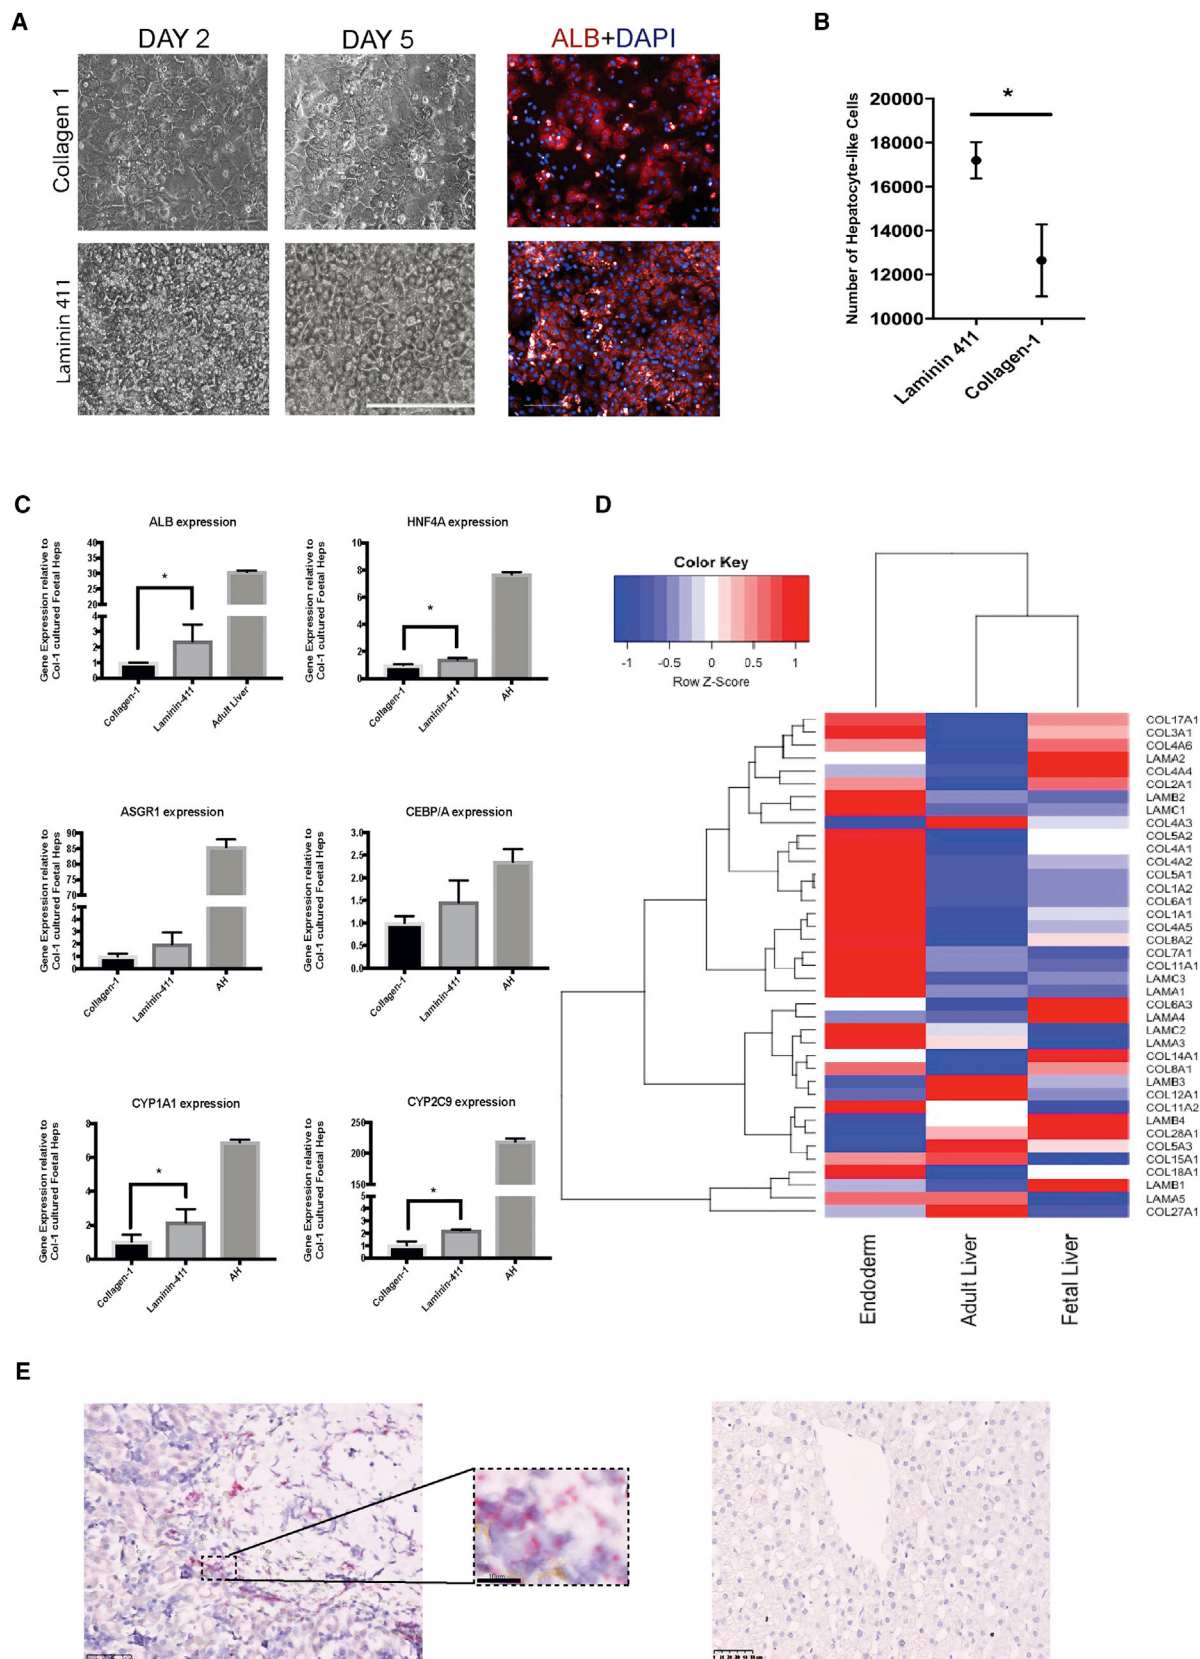 A
DAY 2
DAY 5
ALB+DAPI
Collagen 1
Laminin 411
B
Number of Hepatocyte-like Cells
20000
18000
16000
14000
12000
10000
*
Laminin 411
Collagen-1
C
ALB expression
Gene Expression relative to
Col-1 cultured Foetal Heps
40
35
30
25
20
4
3
2
1
0
*
Collagen-1
Laminin-411
Adult Liver
HNF4A expression
Gene Expression relative to
Col-1 cultured Foetal Heps
8
6
4
2
0
*
Collagen-1
Laminin-411
AH
ASGR1 expression
Gene Expression relative to
Col-1 cultured Foetal Heps
90
85
80
75
70
5
4
3
2
1
0
Collagen-1
Laminin-411
AH
CEBP/A expression
Gene Expression relative to
Col-1 cultured Foetal Heps
3.0
2.5
2.0
1.5
1.0
0.5
0.0
Collagen-1
Laminin-411
AH
CYP1A1 expression
Gene Expression relative to
Col-1 cultured Foetal Heps
8
6
4
2
0
*
Collagen-1
Laminin-411
AH
CYP2C9 expression
Gene Expression relative to
Col-1 cultured Foetal Heps
250
200
150
5
4
3
2
1
0
*
Collagen-1
Laminin-411
AH
D
Color Key
-1 -0.5 0 0.5 1
Row Z-Score
COL17A1
COL3A1
COL4A6
LAMA2
COL4A4
COL2A1
LAMB2
LAMC1
COL4A3
COL5A2
COL4A1
COL4A2
COL5A1
COL1A2
COL6A1
COL1A1
COL4A5
COL8A2
COL7A1
COL11A1
LAMC3
LAMA1
COL6A3
LAMA4
LAMC2
LAMA3
COL14A1
COL8A1
LAMB3
COL12A1
COL11A2
LAMB4
COL28A1
COL5A3
COL15A1
COL18A1
LAMB1
LAMA5
COL27A1
Endoderm
Adult Liver
Fetal Liver
E
10um